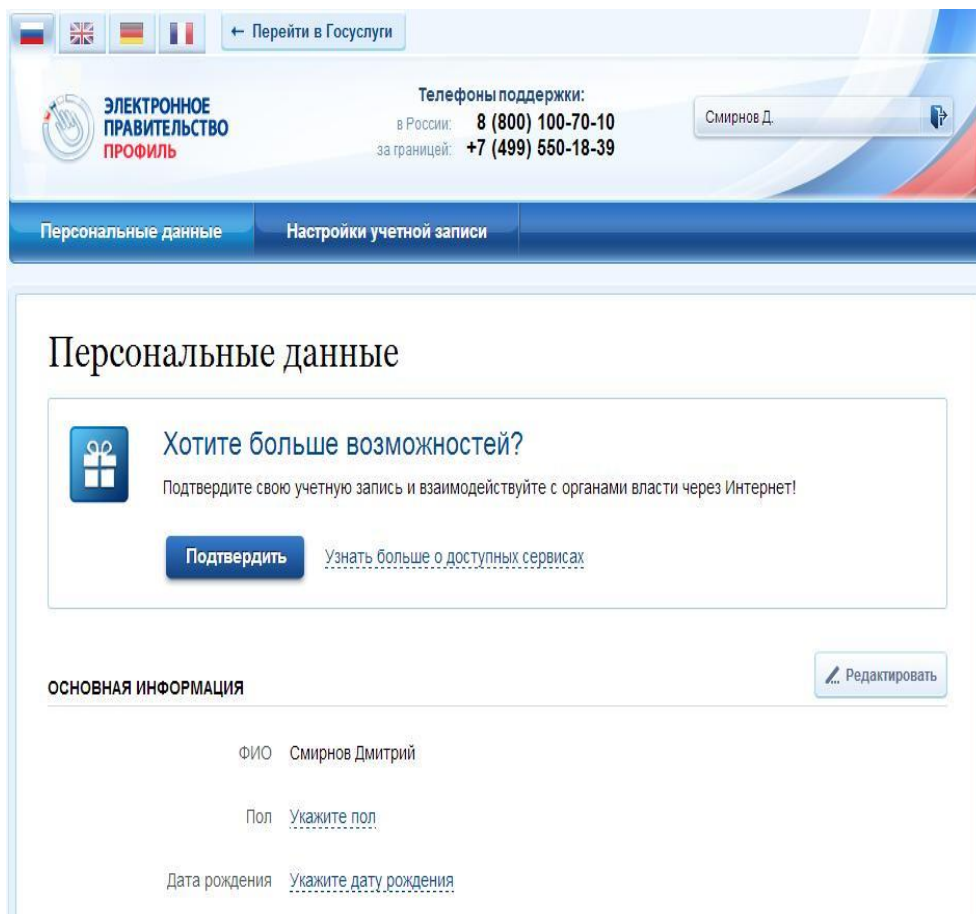 ← Перейти в Госуслуги
ЭЛЕКТРОННОЕ
ПРАВИТЕЛЬСТВО
ПРОФИЛЬ
Телефоны поддержки:
в России: 8 (800) 100-70-10
за границей: +7 (499) 550-18-39
Смирнов Д.
Персональные данные
Настройки учетной записи
Персональные данные
Хотите больше возможностей?
Подтвердите свою учетную запись и взаимодействуйте с органами власти через Интернет!
Подтвердить
Узнать больше о доступных сервисах
ОСНОВНАЯ ИНФОРМАЦИЯ
Редактировать
ФИО Смирнов Дмитрий
Пол Укажите пол
Дата рождения Укажите дату рождения